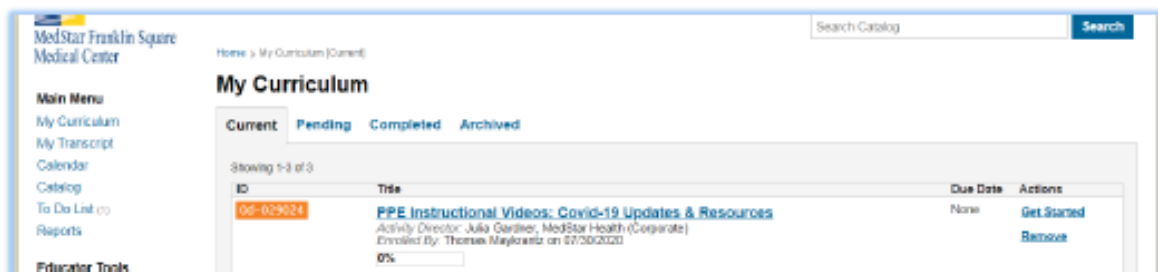 MedStar Franklin Square
Medical Center
Search Catalog
Search
Home > My Curriculum (Current)
My Curriculum
Main Menu
My Curriculum
My Transcript
Calendar
Catalog
To Do List
Reports
Educator Tools
Current Pending Completed Archived
Showing 1-3 of 3
ID Title Due Date Actions
Od-029024 PPE Instructional Videos: Covid-19 Updates & Resources None Get Started
Activity Director: Julia Gardner, MedStar Health (Corporate)
Enrolled By: Thomas Maykrantz on 07/30/2020
Remove
0%